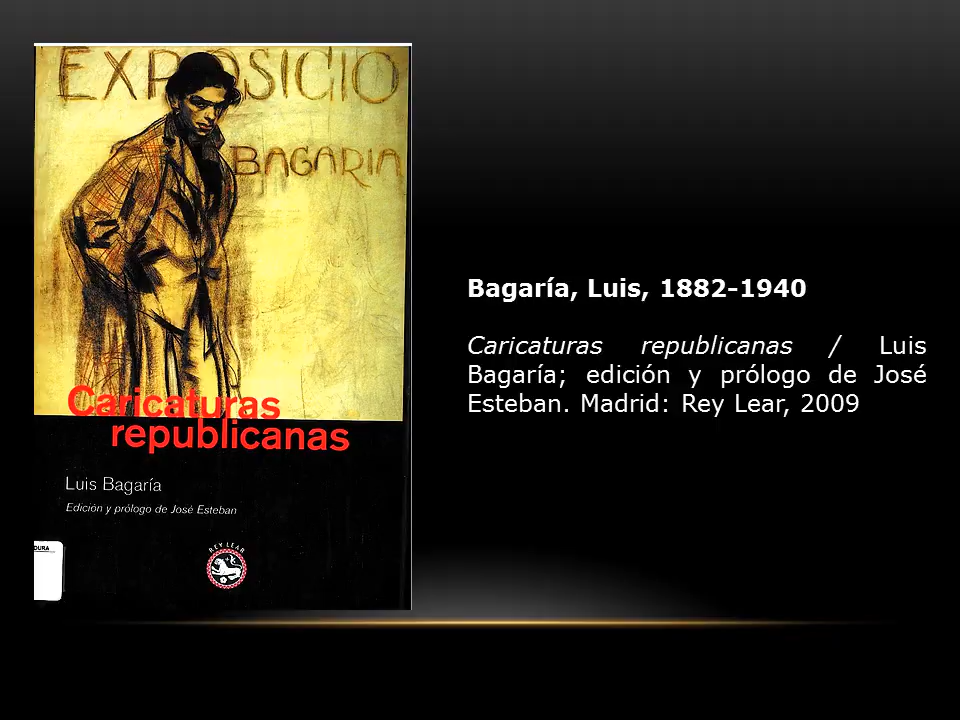 EXPOSICIO
BAGARIA
Caricaturas
republicanas
Luis Bagaría
Edición y prólogo de José Esteban
REY LEAR
DURA
Bagaría, Luis, 1882-1940
Caricaturas republicanas / Luis
Bagaría; edición y prólogo de José
Esteban. Madrid: Rey Lear, 2009